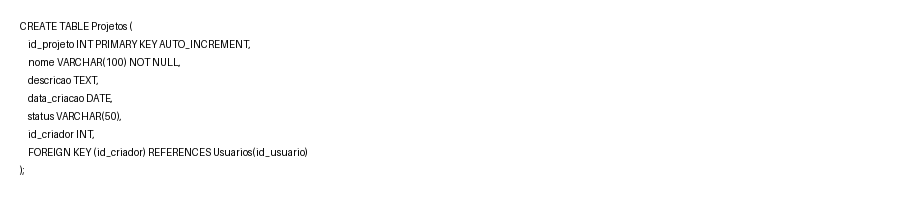 CREATE TABLE Projetos (
    id_projeto INT PRIMARY KEY AUTO_INCREMENT,
    nome VARCHAR(100) NOT NULL,
    descricao TEXT,
    data_criacao DATE,
    status VARCHAR(50),
    id_criador INT,
    FOREIGN KEY (id_criador) REFERENCES Usuarios(id_usuario)
);